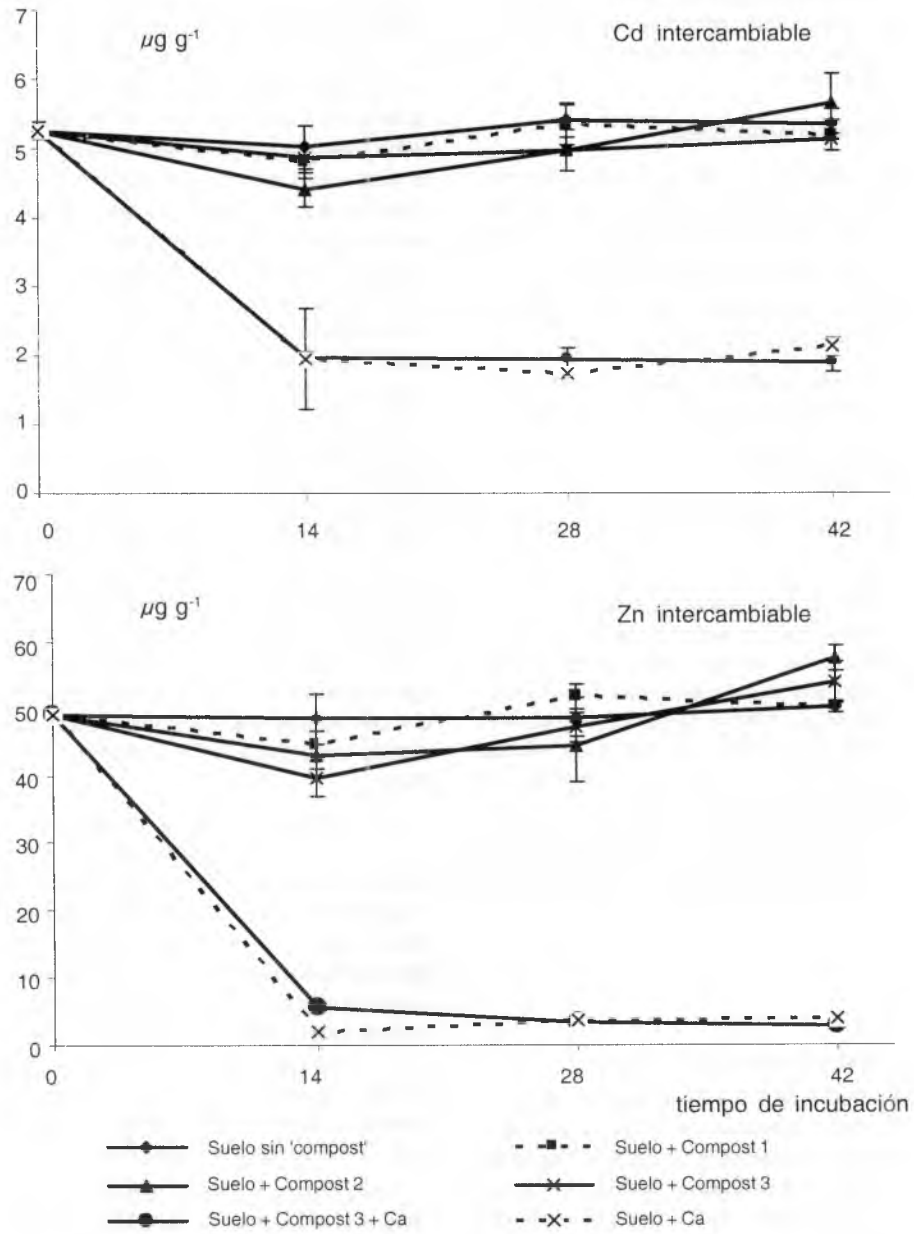 7
µg g⁻¹
Cd intercambiable
6
5
4
3
2
1
0
0 14 28 42
70
µg g⁻¹
Zn intercambiable
60
50
40
30
20
10
0
0 14 28 42
tiempo de incubación
Suelo sin 'compost' Suelo + Compost 1
Suelo + Compost 2 Suelo + Compost 3
Suelo + Compost 3 + Ca Suelo + Ca